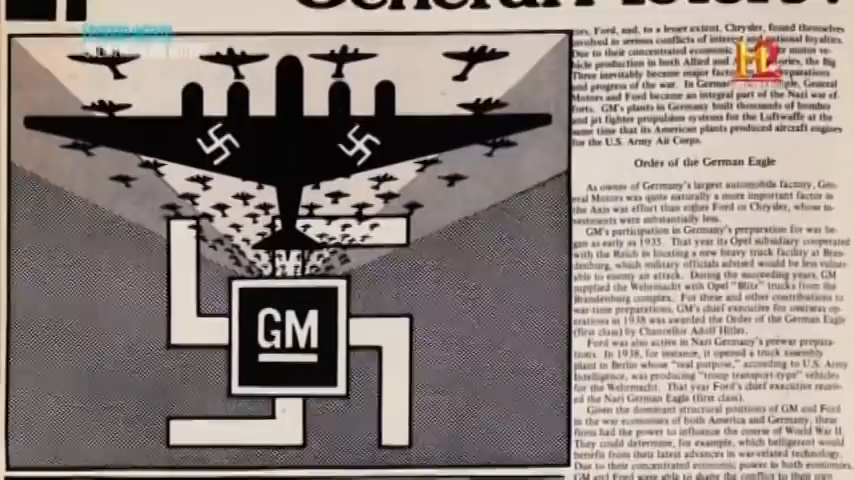 General Motors
ors, Ford, and, to a lesser extent, Chrysler, found themselves
involved in serious conflicts of interest and national loyalties.
Due to their concentrated economic motor ve-
hicle production in both Allied and the Big
Three inevitably became major preparations
and progress of the war. In General
Motors and Ford became an integral part of the Nazi war ef-
forts. GM's plants in Germany built thousands of bomber
and jet fighter propulsion systems for the Luftwaffe at the
same time that its American plants produced aircraft engines
for the U.S. Army Air Corps.
Order of the German Eagle
As owner of Germany's largest automobile factory, Gen-
eral Motors was quite naturally a more important factor in
the Axis war effort than either Ford or Chrysler, whose in-
vestments were substantially less.
GM's participation in Germany's preparation for war be-
gan as early as 1935. That year its Opel subsidiary cooperated
with the Reich in locating a new heavy truck facility at Bran-
denburg, which military officials advised would be less vulner-
able to enemy air attack. During the succeeding years, GM
supplied the Wehrmacht with Opel "Blitz" trucks from the
Brandenburg complex. For these and other contributions to
war-time preparations, GM's chief executive for overseas op-
erations in 1938 was awarded the Order of the German Eagle
(first class) by Chancellor Adolf Hitler.
Ford was also active in Nazi Germany's prewar prepara-
tions. In 1938, for instance, it opened a truck assembly
plant in Berlin whose "real purpose," according to U.S. Army
Intelligence, was producing "troop transport-type" vehicles
for the Wehrmacht. That year Ford's chief executive receiv-
ed the Nazi German Eagle (first class).
Given the dominant structural positions of GM and Ford
in the war economies of both America and Germany, these
firms had the power to influence the course of World War II.
They could determine, for example, which belligerent would
benefit from their latest advances in war-related technology.
Due to their concentrated economic power in both economies,
GM and Ford were able to shape the conflict to their own
GM
H